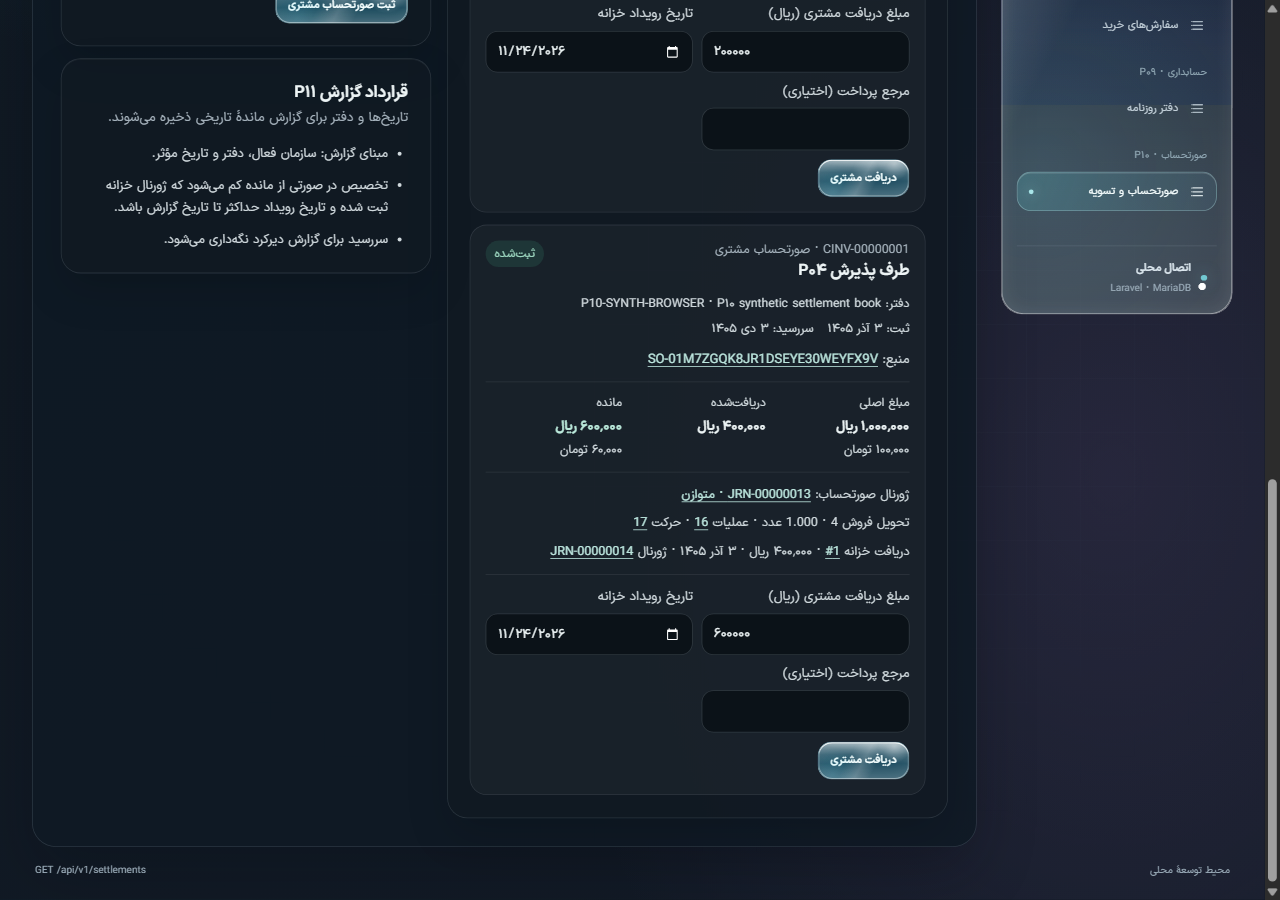 سفارش‌های خرید
حسابداری · P۰۹
دفتر روزنامه
صورتحساب · P۱۰
صورتحساب و تسویه
اتصال محلی
Laravel · MariaDB
مبلغ دریافت مشتری (ریال)
تاریخ رویداد خزانه
۲۰۰۰۰۰
۱۱/۲۴/۲۰۲۶
مرجع پرداخت (اختیاری)
دریافت مشتری
CINV-00000001 · صورتحساب مشتری
ثبت‌شده
طرف پذیرش P۰۴
دفتر: P10-SYNTH-BROWSER · P۱۰ synthetic settlement book
ثبت: ۳ آذر ۱۴۰۵ سررسید: ۳ دی ۱۴۰۵
منبع: SO-01M7ZGQK8JR1DSEYE30WEYFX9V
مبلغ اصلی
دریافت‌شده
مانده
۱٬۰۰۰٬۰۰۰ ریال
۴۰۰٬۰۰۰ ریال
۶۰۰٬۰۰۰ ریال
۱۰۰٬۰۰۰ تومان
۶۰٬۰۰۰ تومان
ژورنال صورتحساب: JRN-00000013 · متوازن
تحویل فروش 4 · 1.000 عدد · عملیات 16 · حرکت 17
دریافت خزانه #1 · ۴۰۰٬۰۰۰ ریال · ۳ آذر ۱۴۰۵ · ژورنال JRN-00000014
مبلغ دریافت مشتری (ریال)
تاریخ رویداد خزانه
۶۰۰۰۰۰
۱۱/۲۴/۲۰۲۶
مرجع پرداخت (اختیاری)
دریافت مشتری
ثبت صورتحساب مشتری
قرارداد گزارش P۱۱
تاریخ‌ها و دفتر برای گزارش ماندهٔ تاریخی ذخیره می‌شوند.
• مبنای گزارش: سازمان فعال، دفتر و تاریخ مؤثر.
• تخصیص در صورتی از مانده کم می‌شود که ژورنال خزانه
ثبت شده و تاریخ رویداد حداکثر تا تاریخ گزارش باشد.
• سررسید برای گزارش دیرکرد نگه‌داری می‌شود.
محیط توسعهٔ محلی
GET /api/v1/settlements